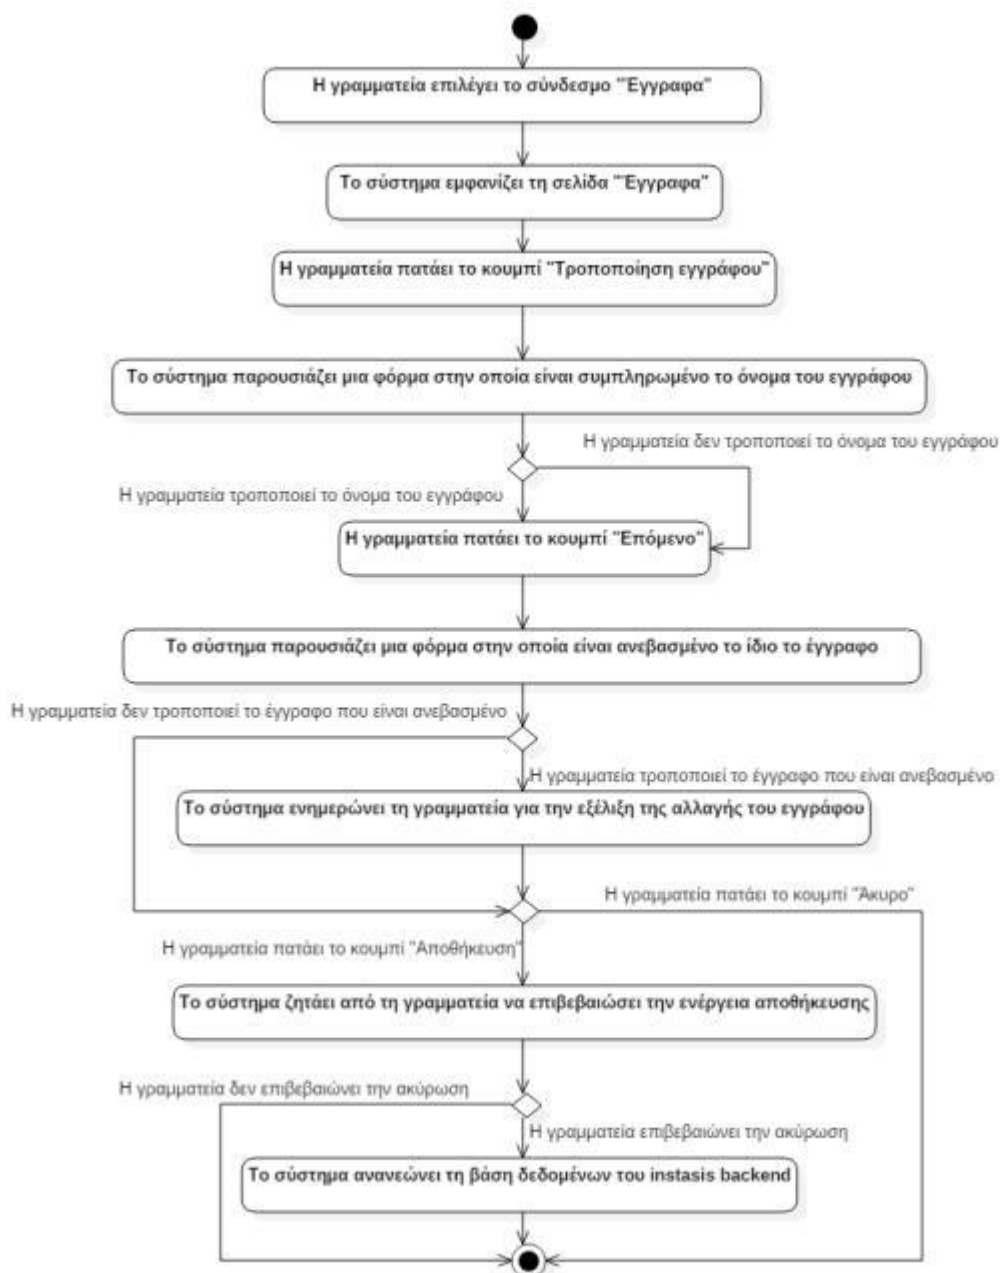 Η γραμματεία επιλέγει το σύνδεσμο "Έγγραφα"
Το σύστημα εμφανίζει τη σελίδα "Έγγραφα"
Η γραμματεία πατάει το κουμπί "Τροποποίηση εγγράφου"
Το σύστημα παρουσιάζει μια φόρμα στην οποία είναι συμπληρωμένο το όνομα του εγγράφου
Η γραμματεία δεν τροποποιεί το όνομα του εγγράφου
Η γραμματεία τροποποιεί το όνομα του εγγράφου
Η γραμματεία πατάει το κουμπί "Επόμενο"
Το σύστημα παρουσιάζει μια φόρμα στην οποία είναι ανεβασμένο το ίδιο το έγγραφο
Η γραμματεία δεν τροποποιεί το έγγραφο που είναι ανεβασμένο
Η γραμματεία τροποποιεί το έγγραφο που είναι ανεβασμένο
Το σύστημα ενημερώνει τη γραμματεία για την εξέλιξη της αλλαγής του εγγράφου
Η γραμματεία πατάει το κουμπί "Άκυρο"
Η γραμματεία πατάει το κουμπί "Αποθήκευση"
Το σύστημα ζητάει από τη γραμματεία να επιβεβαιώσει την ενέργεια αποθήκευσης
Η γραμματεία δεν επιβεβαιώνει την ακύρωση
Η γραμματεία επιβεβαιώνει την ακύρωση
Το σύστημα ανανεώνει τη βάση δεδομένων του instasis backend